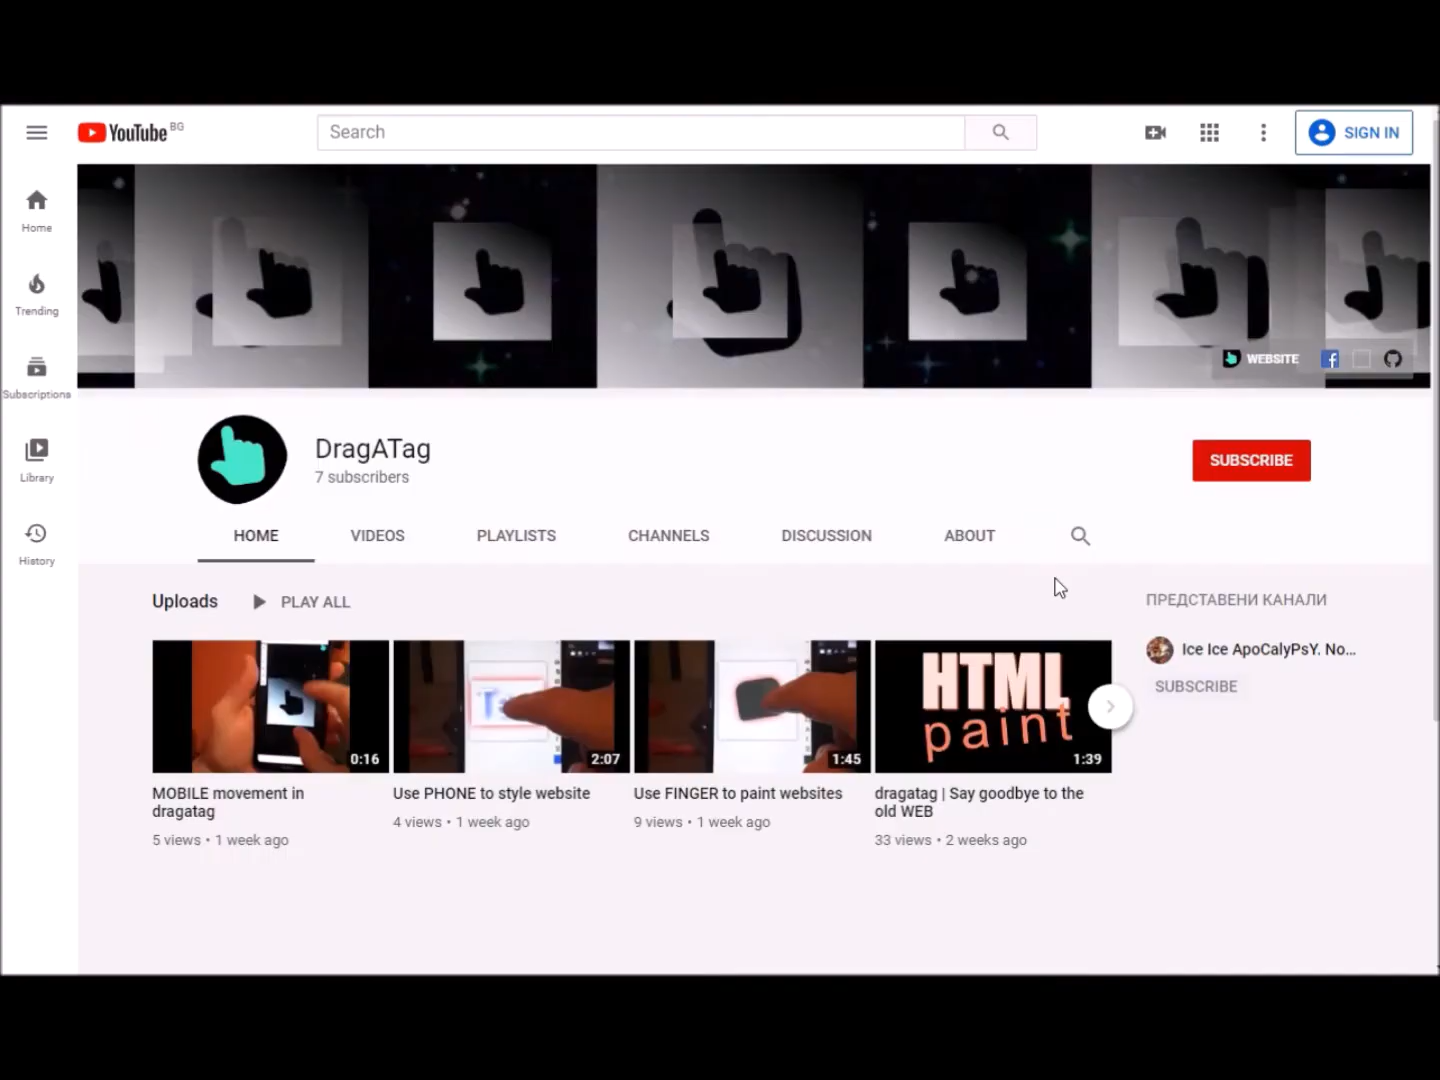 YouTube BG
Search
SIGN IN
Home
Trending
Subscriptions
Library
History
WEBSITE
DragATag
7 subscribers
SUBSCRIBE
HOME VIDEOS PLAYLISTS CHANNELS DISCUSSION ABOUT
Uploads PLAY ALL
0:16
MOBILE movement in
dragatag
5 views • 1 week ago
2:07
Use PHONE to style website
4 views • 1 week ago
1:45
Use FINGER to paint websites
9 views • 1 week ago
HTML
paint
1:39
dragatag | Say goodbye to the
old WEB
33 views • 2 weeks ago
ПРЕДСТАВЕНИ КАНАЛИ
Ice Ice ApoCalyPsY. No...
SUBSCRIBE